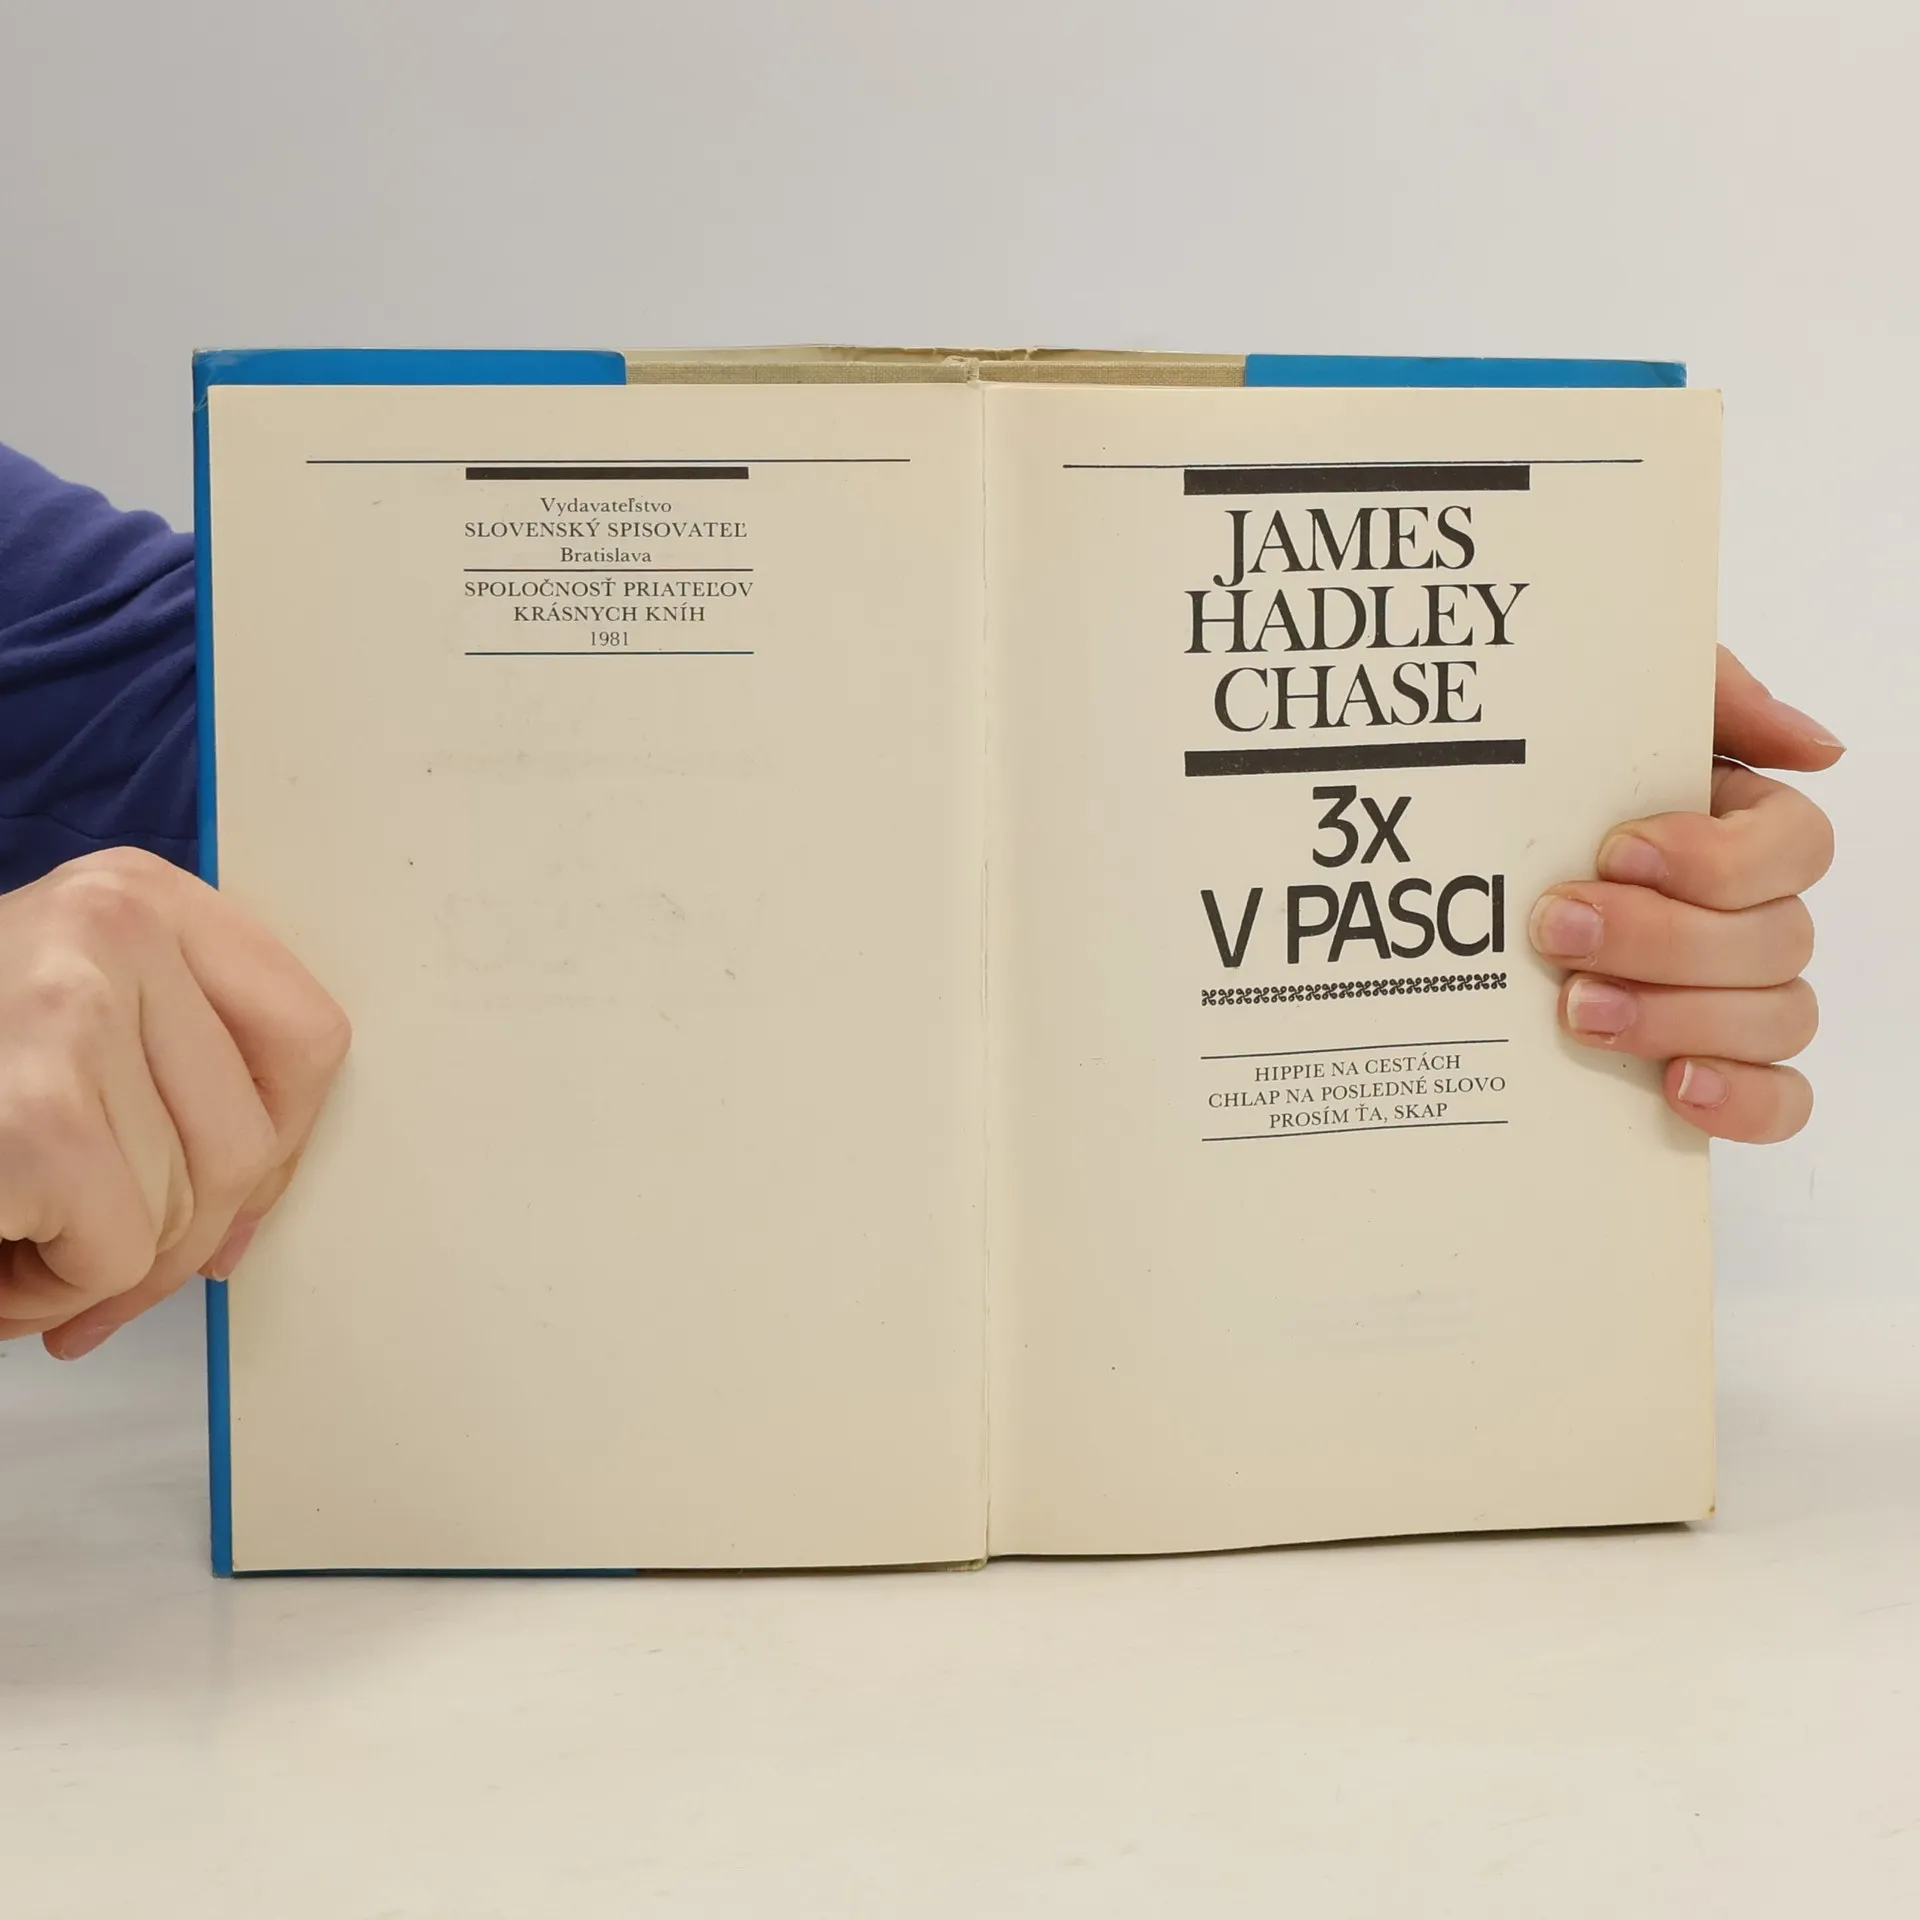 Vydavateľstvo
SLOVENSKÝ SPISOVATEĽ
Bratislava
SPOLOČNOSŤ PRIATEĽOV
KRÁSNYCH KNÍH
1981
JAMES
HADLEY
CHASE
3X
V PASCI
HIPPIE NA CESTÁCH
CHLAP NA POSLEDNÉ SLOVO
PROSÍM ŤA, SKAP